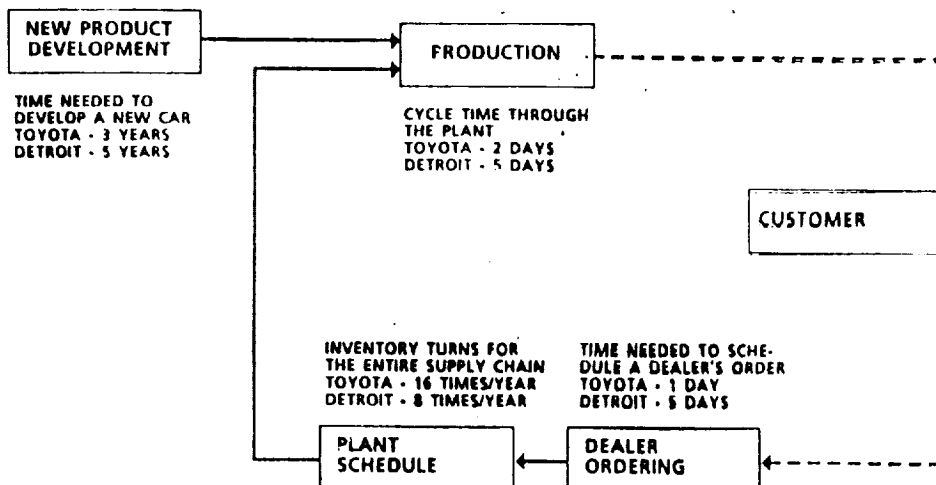 NEW PRODUCT
DEVELOPMENT
TIME NEEDED TO
DEVELOP A NEW CAR
TOYOTA - 3 YEARS
DETROIT - 5 YEARS
FRODUCTION
CYCLE TIME THROUGH
THE PLANT
TOYOTA - 2 DAYS
DETROIT - 5 DAYS
CUSTOMER
INVENTORY TURNS FOR
THE ENTIRE SUPPLY CHAIN
TOYOTA - 16 TIMES/YEAR
DETROIT - 8 TIMES/YEAR
PLANT
SCHEDULE
TIME NEEDED TO SCHE-
DULE A DEALER'S ORDER
TOYOTA - 1 DAY
DETROIT - 5 DAYS
DEALER
ORDERING